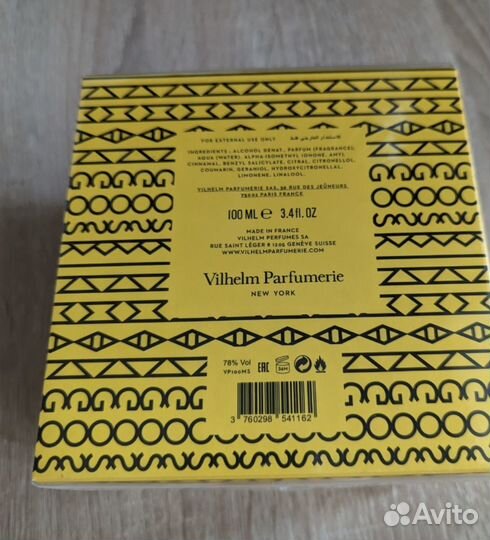 FOR EXTERNAL USE ONLY
INGREDIENTS: ALCOHOL DENAT., PARFUM (FRAGRANCE),
AQUA (WATER), ALPHA-ISOMETHYL IONONE, AMYL
CINNAMAL, BENZYL SALICYLATE, CITRAL, CITRONELLOL,
COUMARIN, GERANIOL, HYDROXYCITRONELLAL,
LIMONENE, LINALOOL.
VILHELM PARFUMERIE SAS, 30 RUE DES JEÛNEURS,
75002 PARIS FRANCE
100 ML e 3.4 fl. OZ
MADE IN FRANCE
VILHELM PERFUMES SA
RUE SAINT LÉGER 8 1205 GENÈVE SUISSE
WWW.VILHELMPARFUMERIE.COM
Vilhelm Parfumerie
NEW YORK
78% Vol
VP100MS
EAC
36M
3 760298 541162
Avito